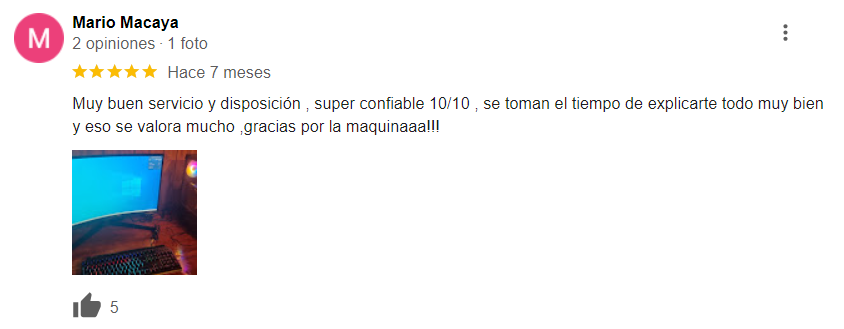 M
Mario Macaya
2 opiniones · 1 foto
Hace 7 meses
Muy buen servicio y disposición , super confiable 10/10 , se toman el tiempo de explicarte todo muy bien
y eso se valora mucho ,gracias por la maquinaaa!!!
5